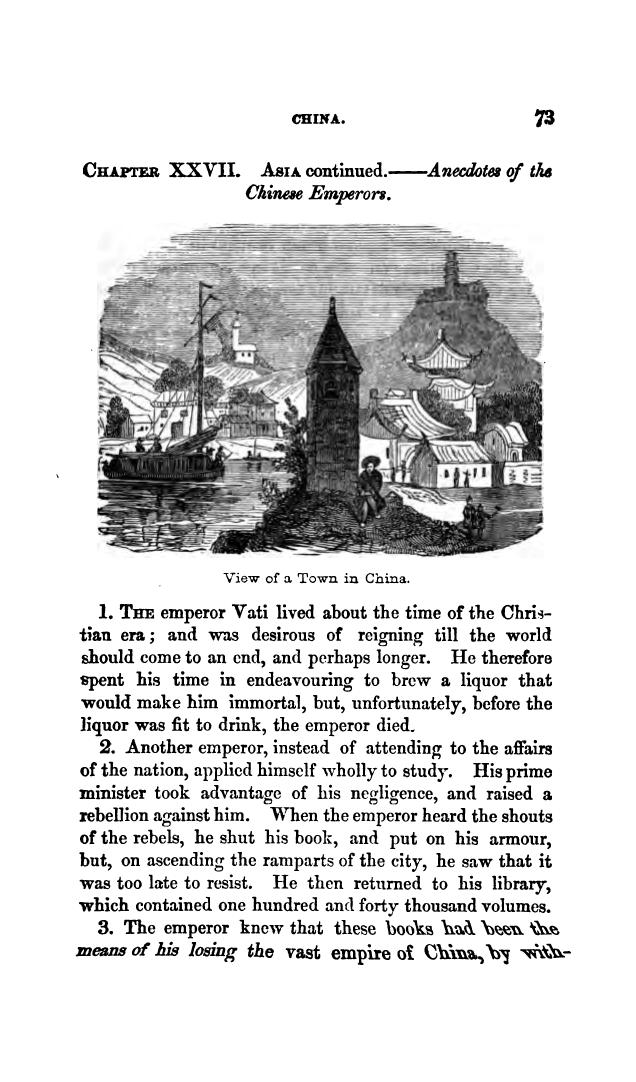 CHINA. 73
CHAPTER XXVII. ASIA continued.——Anecdotes of the
Chinese Emperors.
View of a Town in China.
1. THE emperor Vati lived about the time of the Chris-
tian era; and was desirous of reigning till the world
should come to an end, and perhaps longer. He therefore
spent his time in endeavouring to brew a liquor that
would make him immortal, but, unfortunately, before the
liquor was fit to drink, the emperor died.
2. Another emperor, instead of attending to the affairs
of the nation, applied himself wholly to study. His prime
minister took advantage of his negligence, and raised a
rebellion against him. When the emperor heard the shouts
of the rebels, he shut his book, and put on his armour,
but, on ascending the ramparts of the city, he saw that it
was too late to resist. He then returned to his library,
which contained one hundred and forty thousand volumes.
3. The emperor knew that these books had been the
means of his losing the vast empire of China, by with-